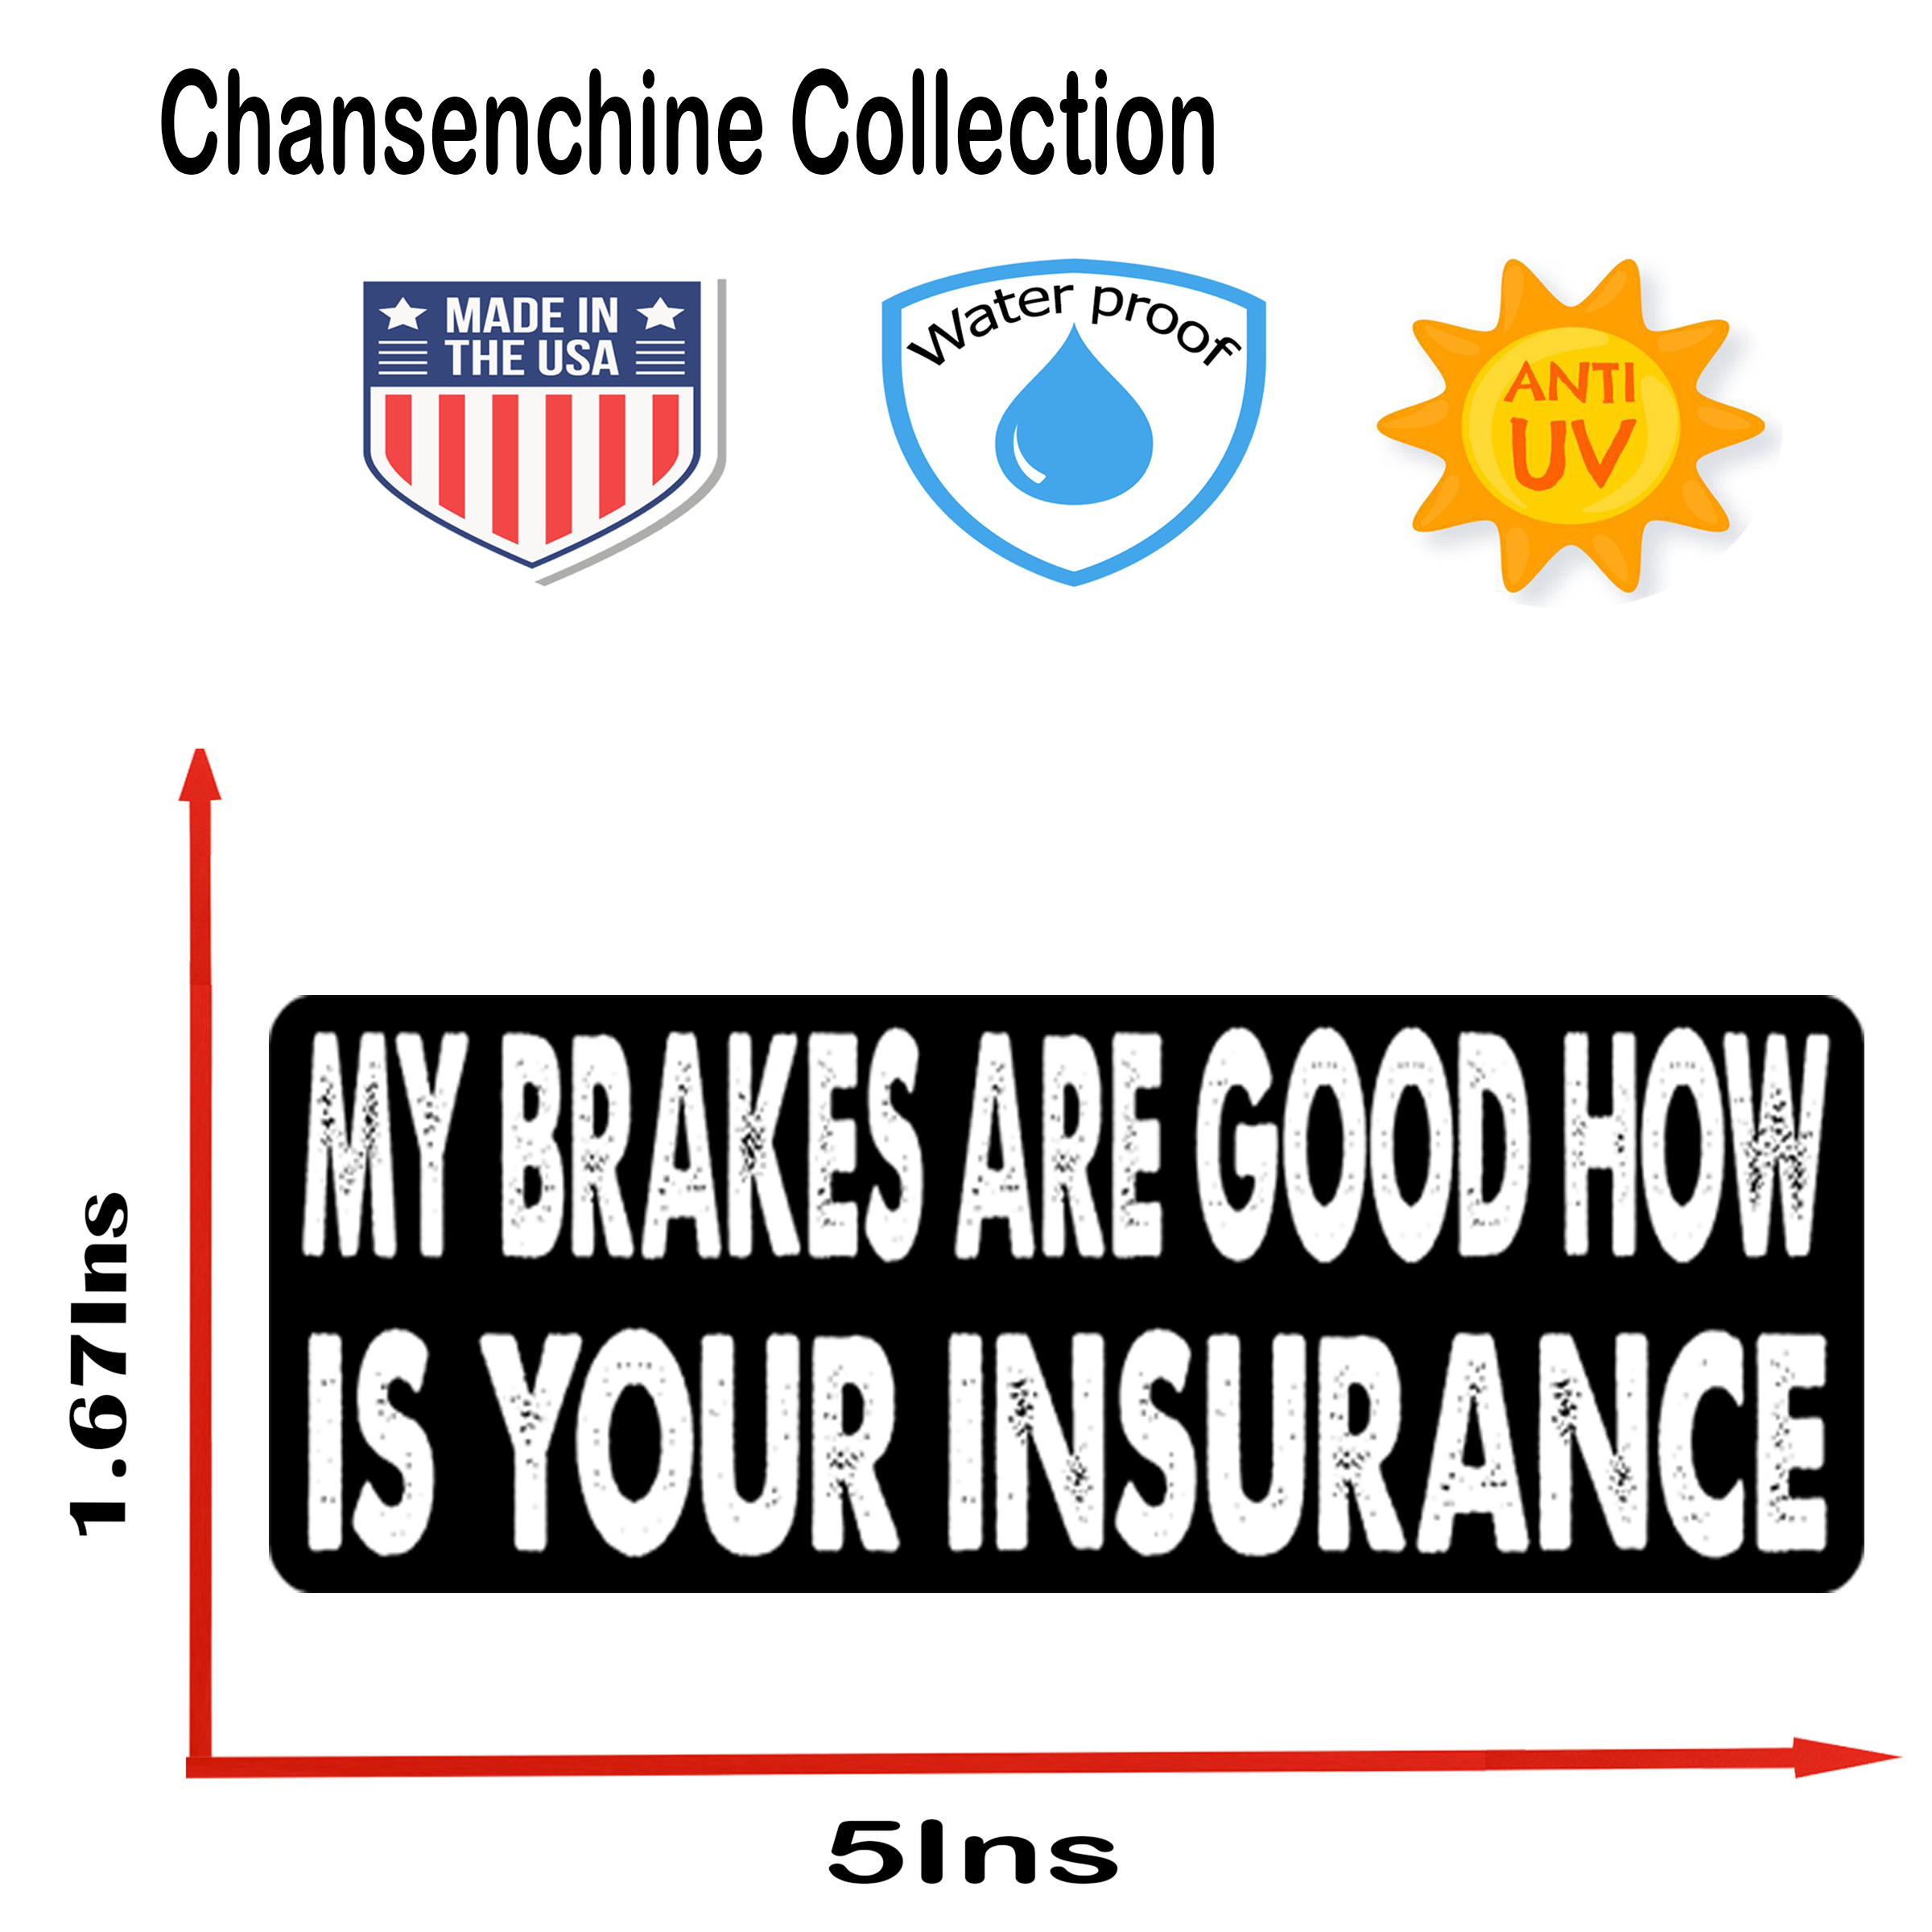 Chansenchine Collection
MADE IN
THE USA
Water proof
ANTI
UV
MY BRAKES ARE GOOD HOW
IS YOUR INSURANCE
1.67Ins
5Ins